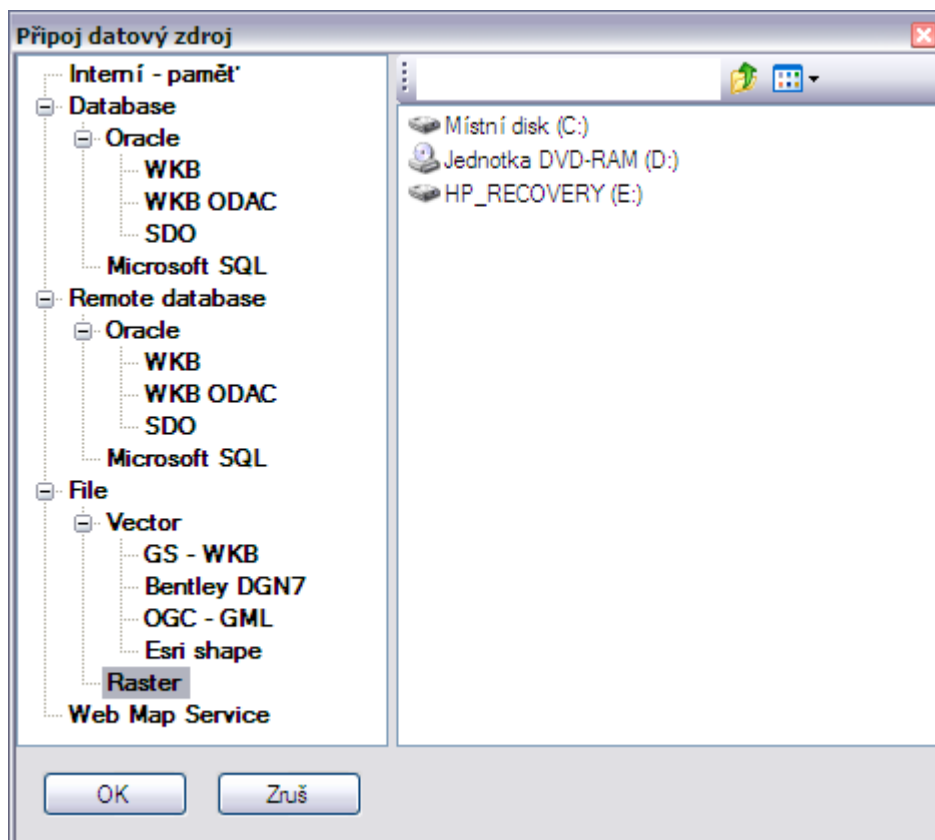 Připoj datový zdroj
Interní - paměť
Database
Oracle
WKB
WKB ODAC
SDO
Microsoft SQL
Remote database
Oracle
WKB
WKB ODAC
SDO
Microsoft SQL
File
Vector
GS - WKB
Bentley DGN7
OGC - GML
Esri shape
Raster
Web Map Service
Místní disk (C:)
Jednotka DVD-RAM (D:)
HP_RECOVERY (E:)
OK
Zruš